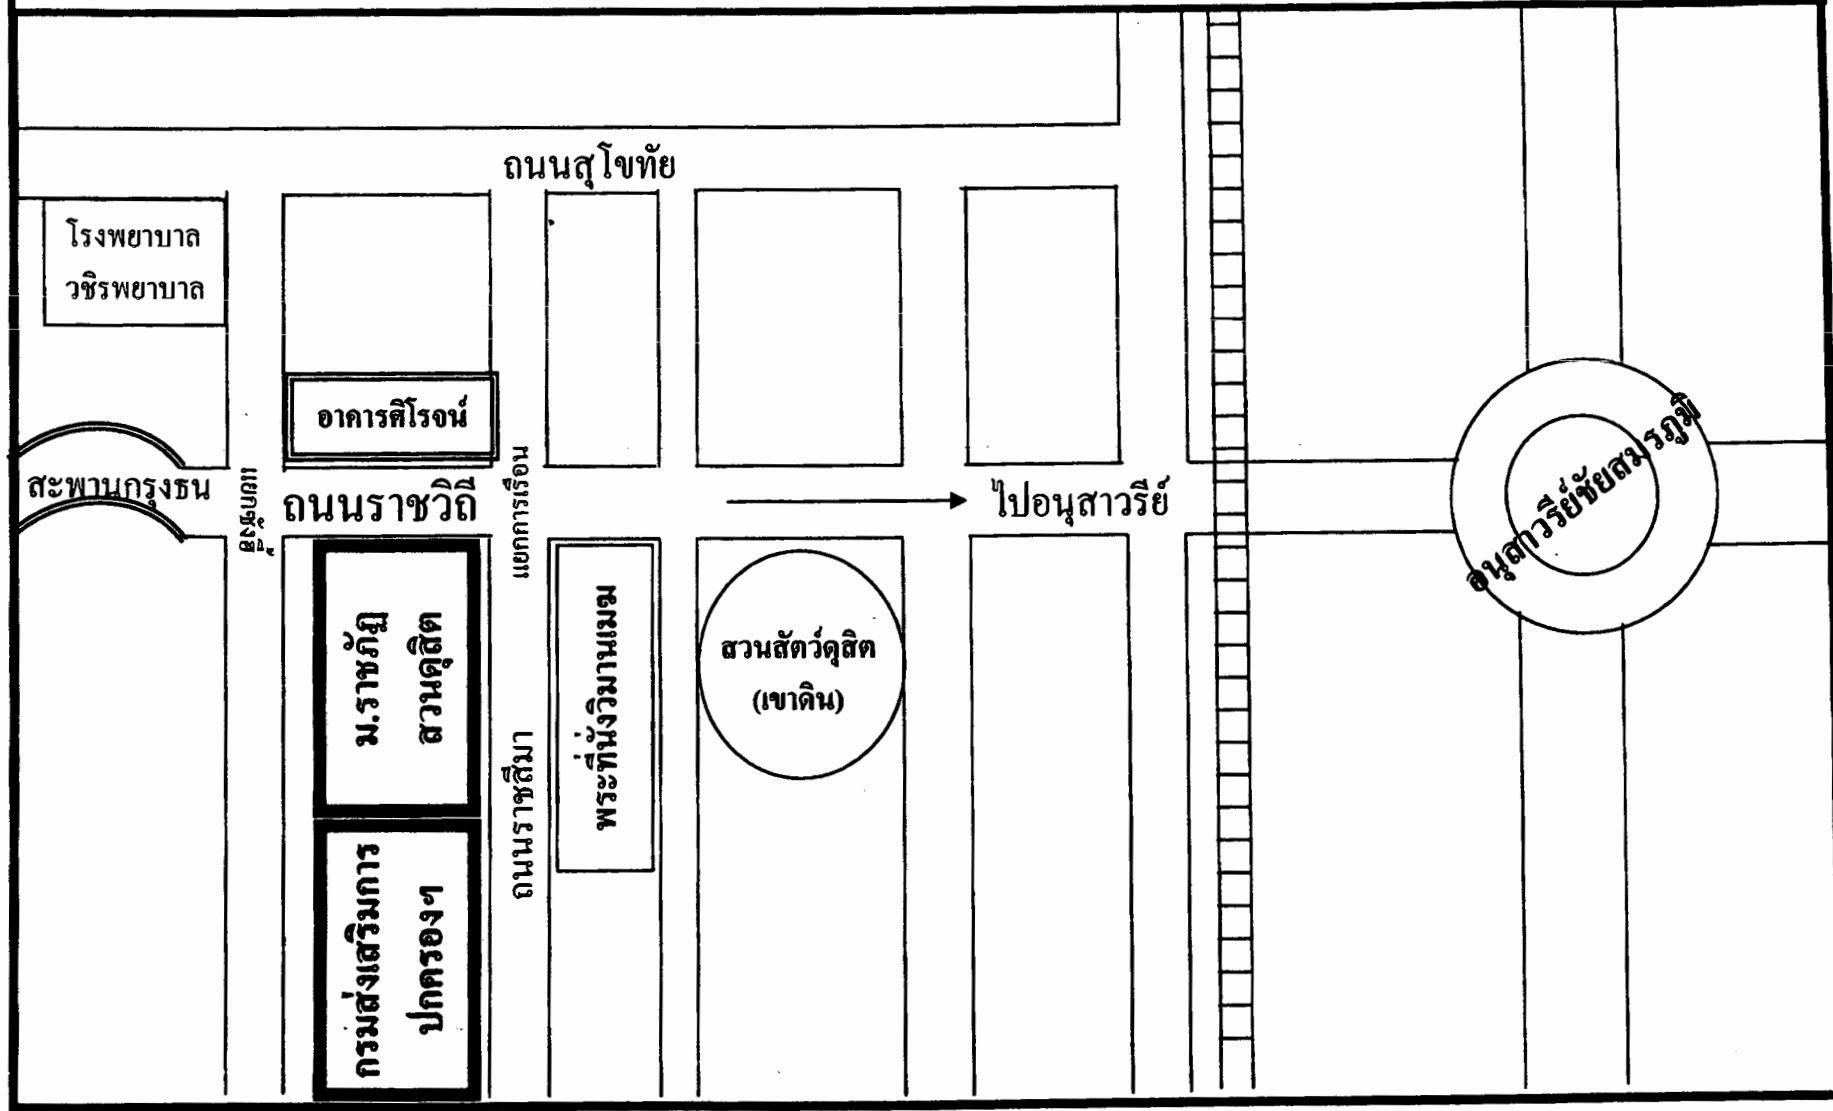 ถนนสุโขทัย
โรงพยาบาล
วชิรพยาบาล
อาคารศิโรจน์
สะพานกรุงธน
แยกซังฮี้
ถนนราชวิถี
แยกการเรือน
ไปอนุสาวรีย์
อนุสาวรีย์ชัยสมรภูมิ
ม.ราชภัฏ
สวนดุสิต
พระที่นั่งวิมานเมฆ
สวนสัตว์ดุสิต
(เขาดิน)
ถนนราชสีมา
กรมส่งเสริมการ
ปกครองฯ